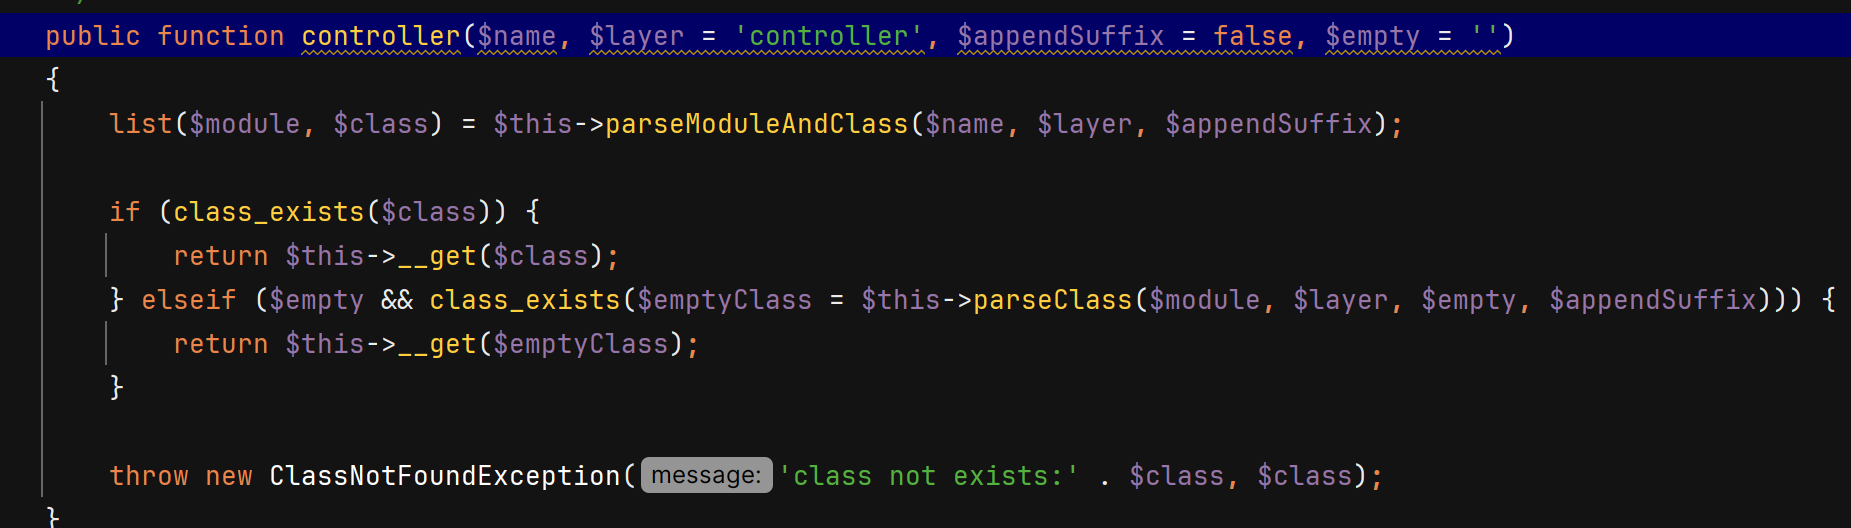 public function controller($name, $layer = 'controller', $appendSuffix = false, $empty = '')
{
list($module, $class) = $this->parseModuleAndClass($name, $layer, $appendSuffix);
if (class_exists($class)) {
return $this->__get($class);
} elseif ($empty && class_exists($emptyClass = $this->parseClass($module, $layer, $empty, $appendSuffix))) {
return $this->__get($emptyClass);
}
throw new ClassNotFoundException( message: 'class not exists:' . $class, $class);
}